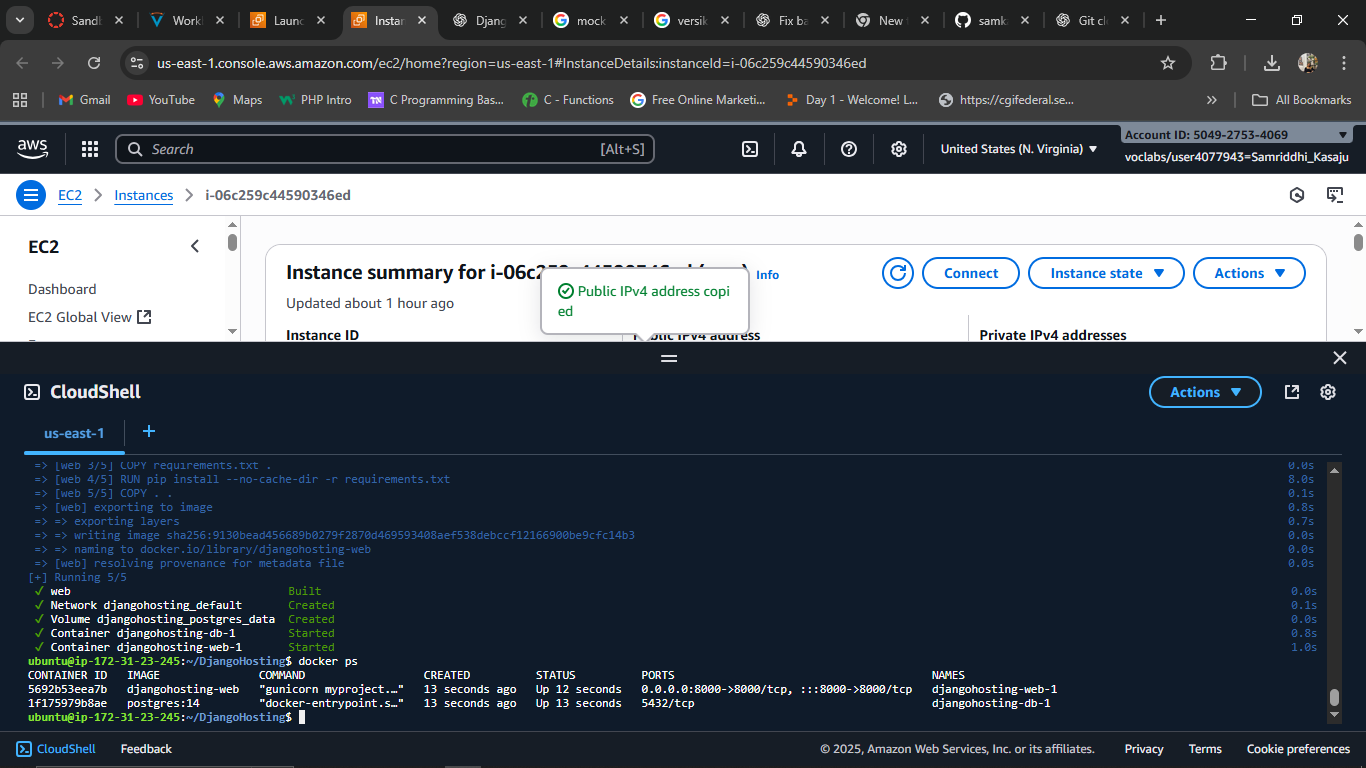 Sandb
Workb
Launc
Instan
Django
mock
versik
Fix ba
New
samk
Git cl
us-east-1.console.aws.amazon.com/ec2/home?region=us-east-1#InstanceDetails:instanceId=i-06c259c44590346ed
Gmail
YouTube
Maps
PHP Intro
C Programming Bas...
C - Functions
Free Online Marketi...
Day 1 - Welcome! L...
https://cgifederal.se...
»
All Bookmarks
aws
Search [Alt+S]
United States (N. Virginia)
Account ID: 5049-2753-4069
voclabs/user4077943=Samriddhi_Kasaju
EC2 > Instances > i-06c259c44590346ed
EC2
Dashboard
EC2 Global View
Instance summary for i-06c259c44590346ed
Info
Connect
Instance state
Actions
Updated about 1 hour ago
Public IPv4 address copi
ed
Instance ID
Public IPv4 address
Private IPv4 addresses
CloudShell
Actions
us-east-1
+
=> [web 3/5] COPY requirements.txt . 0.0s
=> [web 4/5] RUN pip install --no-cache-dir -r requirements.txt 8.0s
=> [web 5/5] COPY . . 0.1s
=> [web] exporting to image 0.8s
=> => exporting layers 0.7s
=> => writing image sha256:9130bead456689b0279f2870d469593408aef538debccf12166900be9cfc14b3 0.0s
=> => naming to docker.io/library/djangohosting-web 0.0s
=> [web] resolving provenance for metadata file 0.0s
[+] Running 5/5
✓ web Built 0.0s
✓ Network djangohosting_default Created 0.1s
✓ Volume djangohosting_postgres_data Created 0.0s
✓ Container djangohosting-db-1 Started 0.8s
✓ Container djangohosting-web-1 Started 1.0s
ubuntu@ip-172-31-23-245:~/DjangoHosting$ docker ps
CONTAINER ID IMAGE COMMAND CREATED STATUS PORTS NAMES
5692b53eea7b djangohosting-web "gunicorn myproject.…" 13 seconds ago Up 12 seconds 0.0.0.0:8000->8000/tcp, :::8000->8000/tcp djangohosting-web-1
1f175979b8ae postgres:14 "docker-entrypoint.s…" 13 seconds ago Up 13 seconds 5432/tcp djangohosting-db-1
ubuntu@ip-172-31-23-245:~/DjangoHosting$
CloudShell
Feedback
© 2025, Amazon Web Services, Inc. or its affiliates.
Privacy
Terms
Cookie preferences